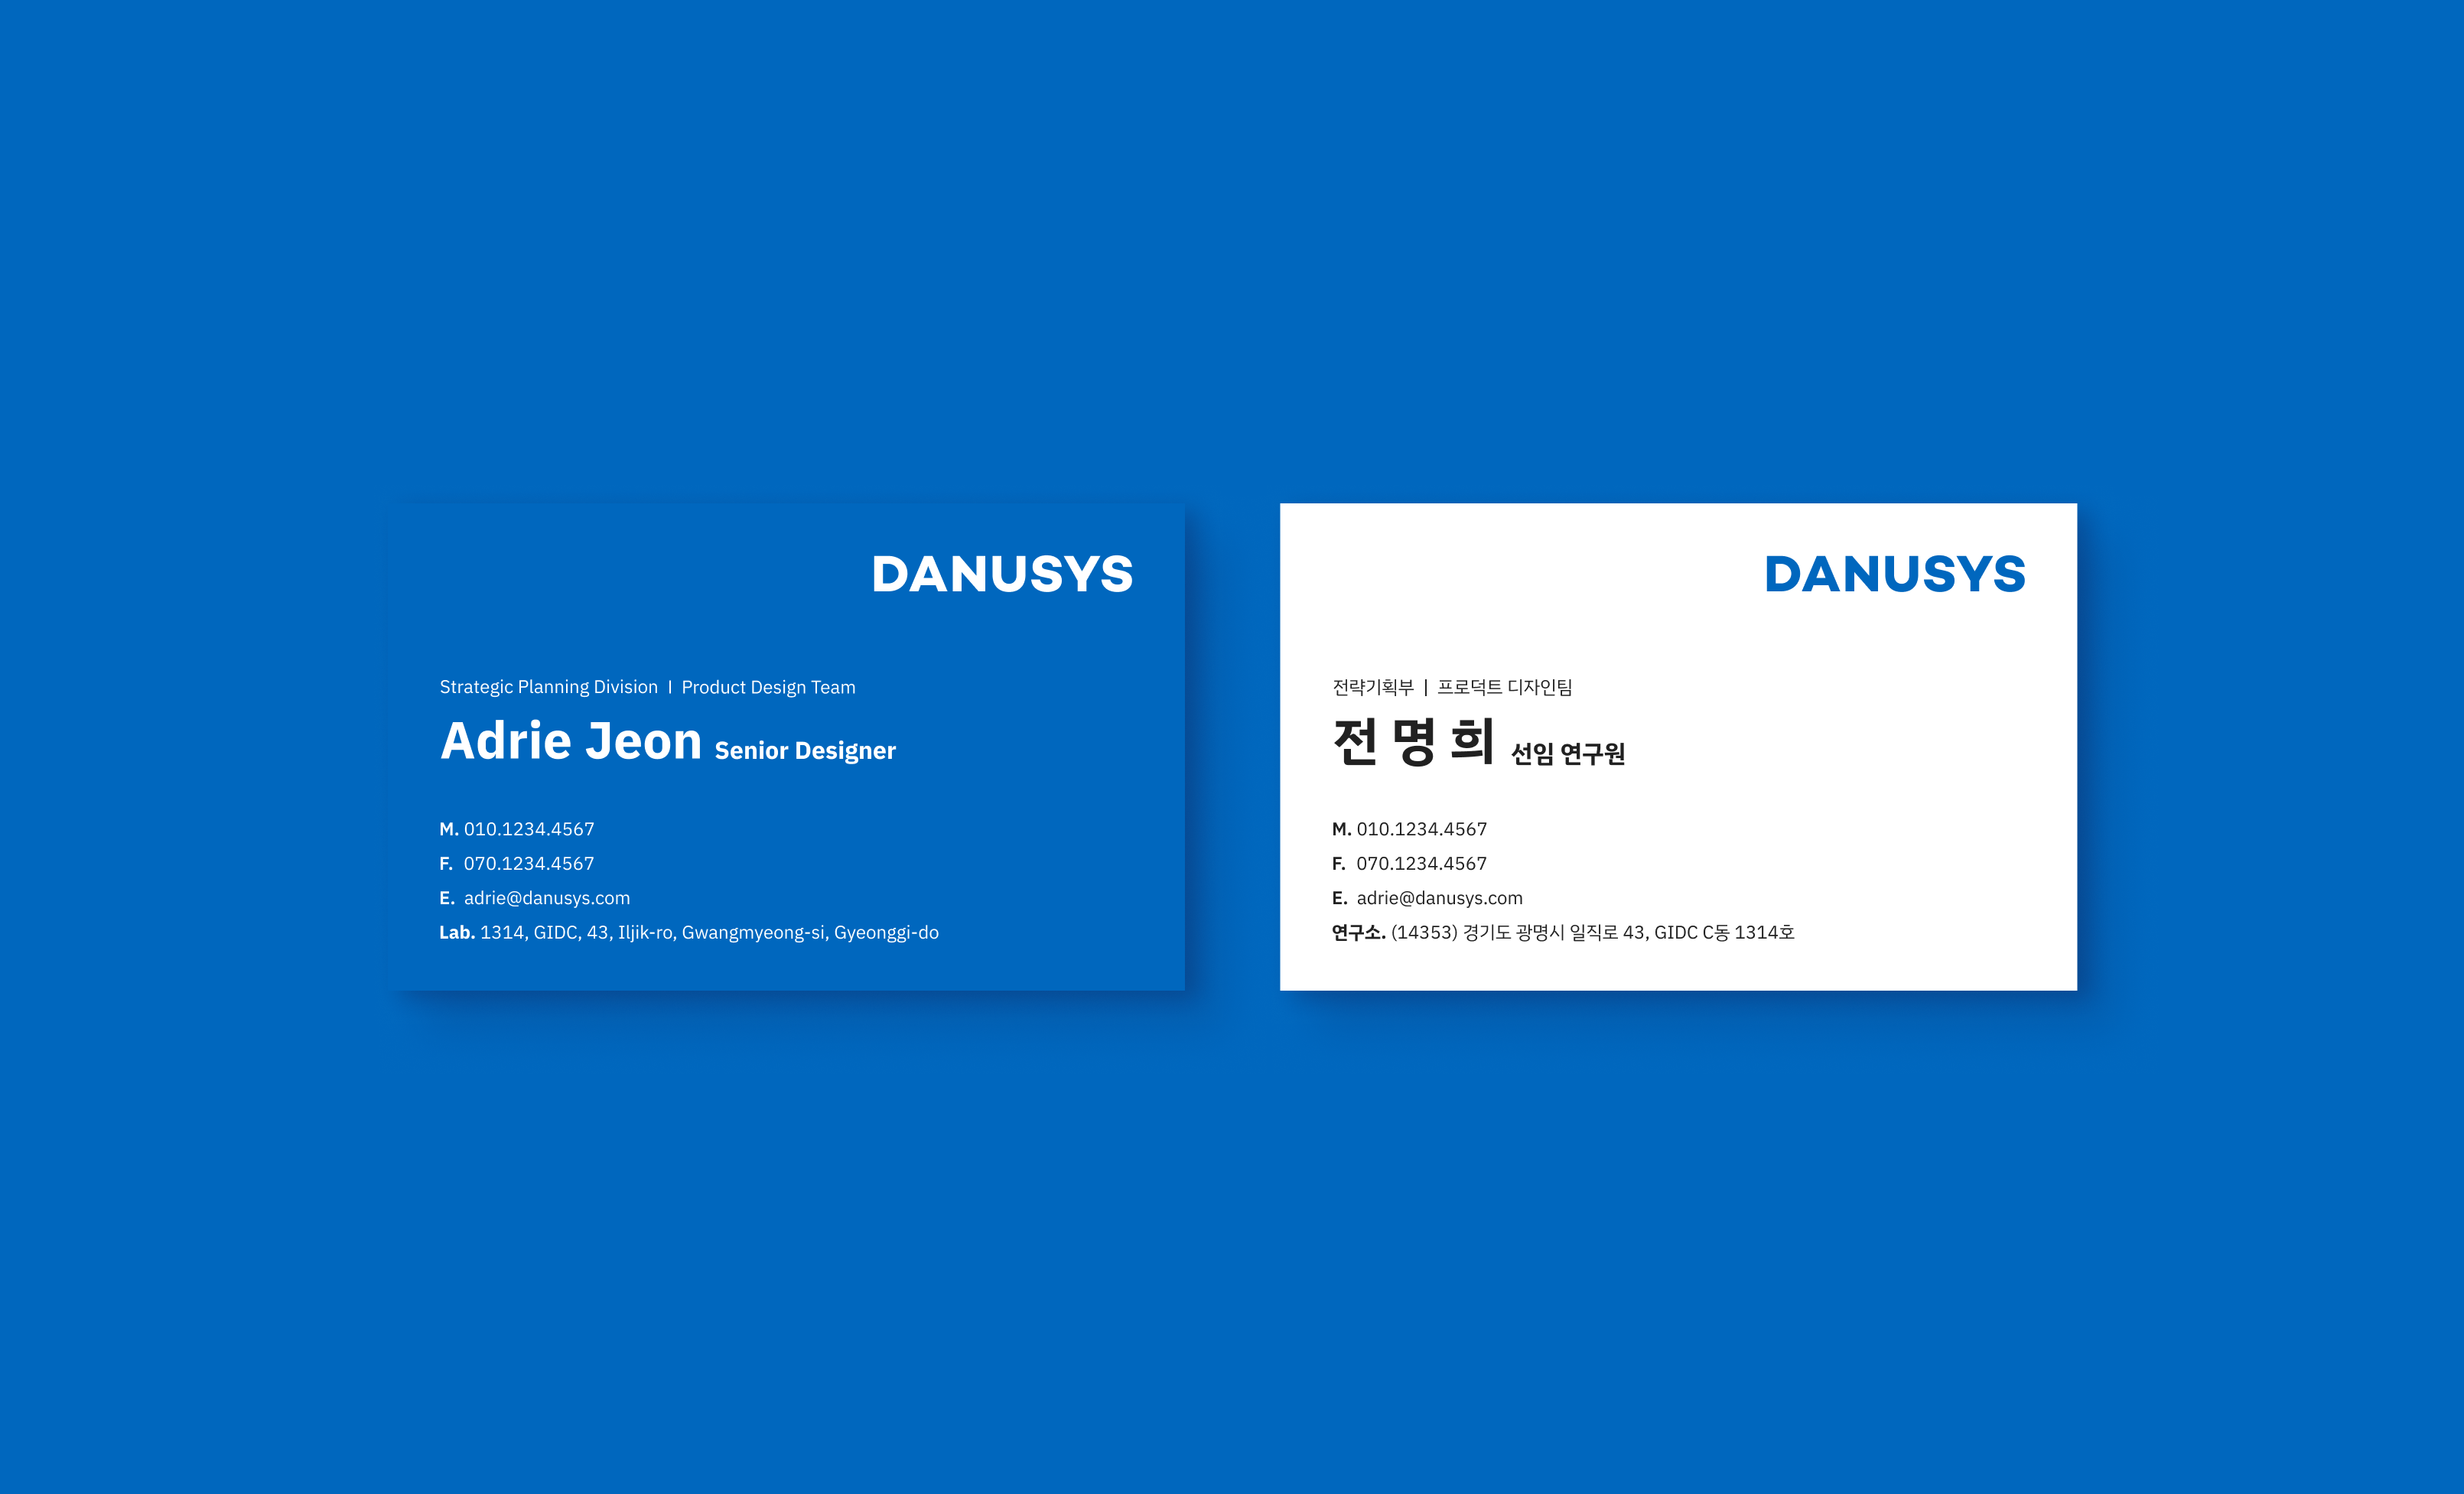 DANUSYS
Strategic Planning Division | Product Design Team
Adrie Jeon Senior Designer
M. 010.1234.4567
F. 070.1234.4567
E. adrie@danusys.com
Lab. 1314, GIDC, 43, Iljik-ro, Gwangmyeong-si, Gyeonggi-do
DANUSYS
전략기획부 | 프로덕트 디자인팀
전 명 희 선임 연구원
M. 010.1234.4567
F. 070.1234.4567
E. adrie@danusys.com
연구소. (14353) 경기도 광명시 일직로 43, GIDC C동 1314호